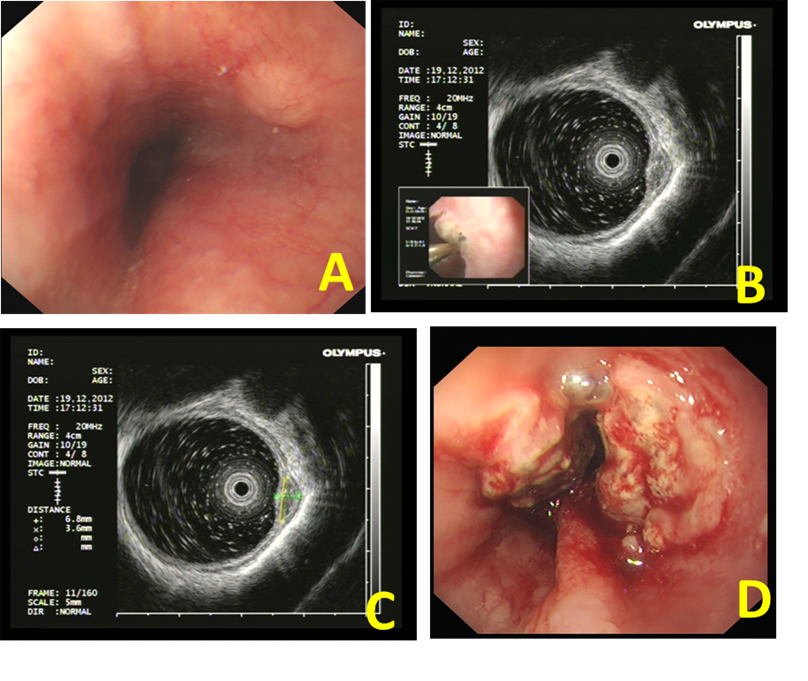 A
ID:
NAME:
OLYMPUS
SEX:
DOB: AGE:
DATE :19,12,2012
TIME :17:12:31
FREQ : 20MHz
RANGE: 4cm
GAIN :10/19
CONT : 4/ 8
IMAGE:NORMAL
STC
B
ID:
NAME:
OLYMPUS
SEX:
DOB: AGE:
DATE :19,12,2012
TIME :17:12:31
FREQ : 20MHz
RANGE: 4cm
GAIN :10/19
CONT : 4/ 8
IMAGE:NORMAL
STC
DISTANCE
+: 6.8mm
×: 3.6mm
◇: mm
△: mm
FRAME: 11/160
SCALE: 5mm
DIR :NORMAL
C
D